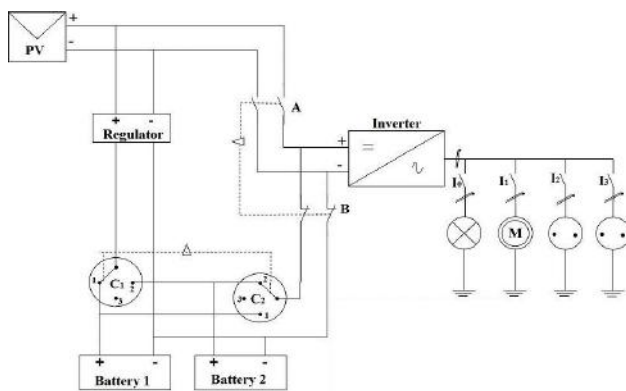 +
PV
-
A
+ -
Regulator
Inverter
+
=
-
∿
B
I₀
I₁
I₂
I₃
M
1
C₁
2
3
2
3
C₂
1
+ -
Battery 1
+ -
Battery 2